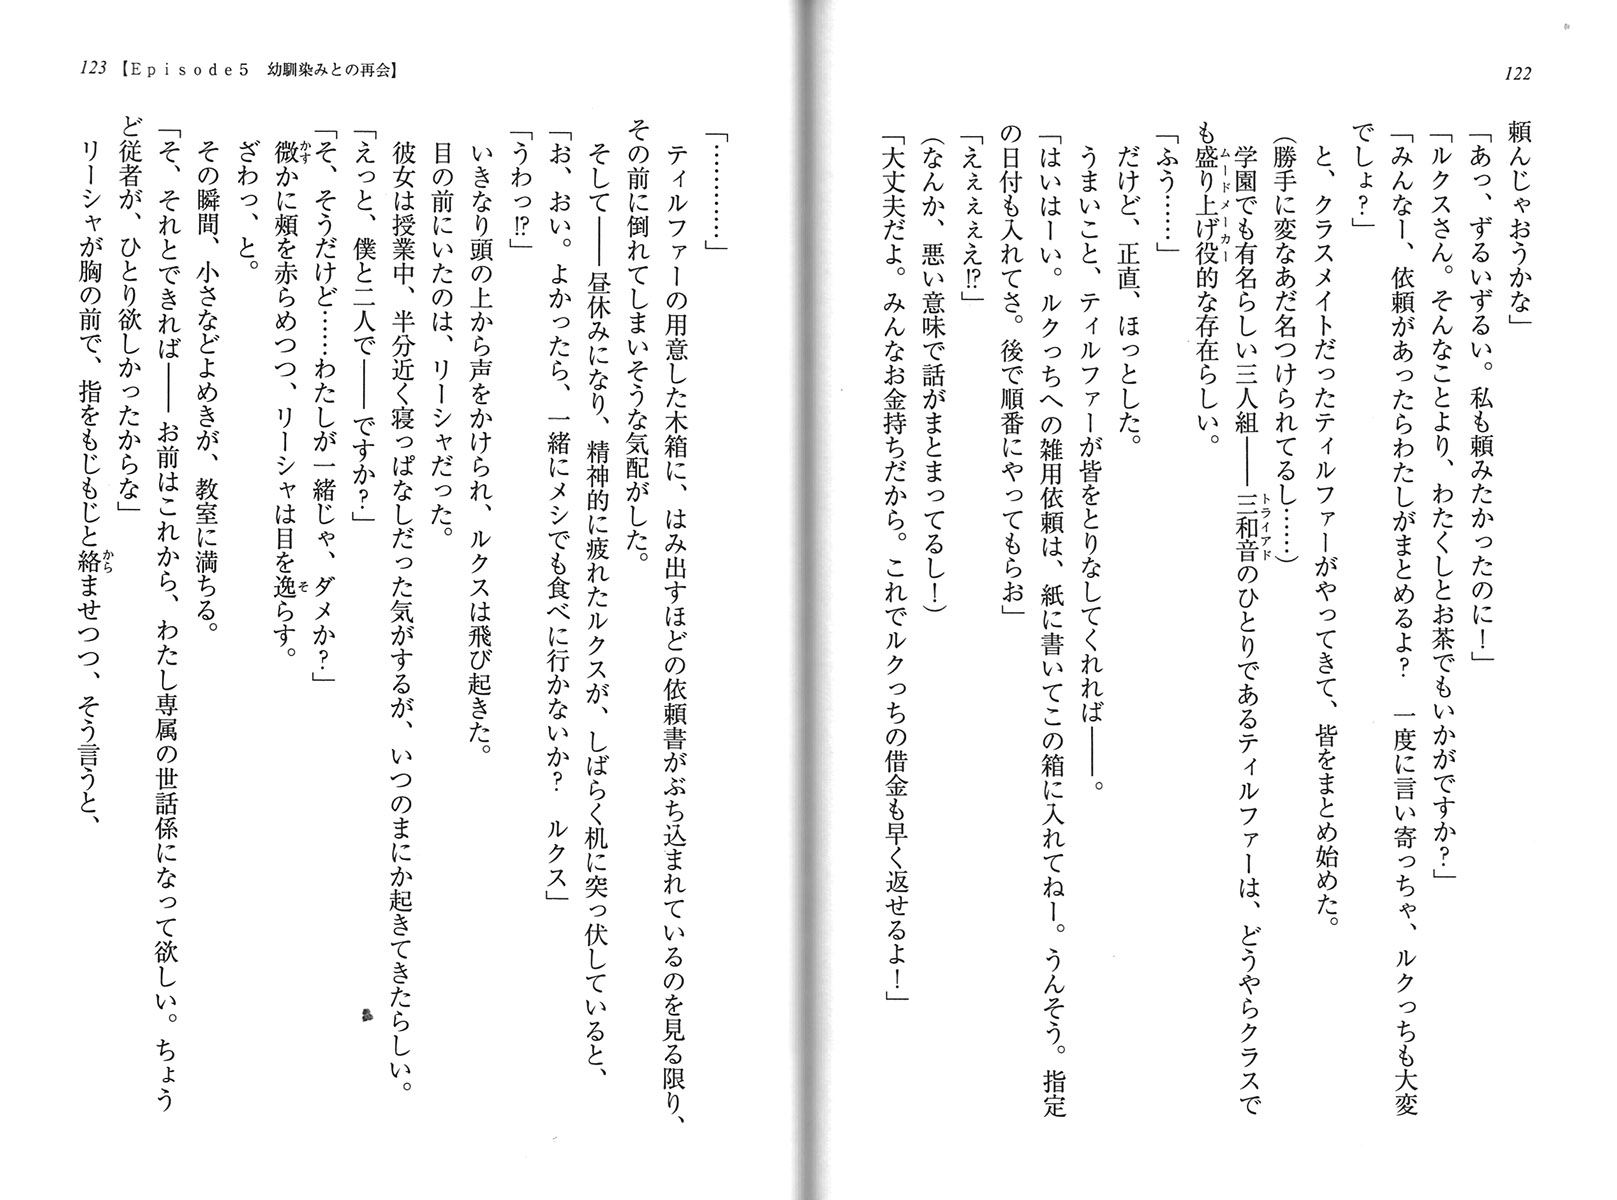 122
頼んじゃおうかな」
「あっ、ずるいずるい。私も頼みたかったのに！」
「ルクスさん。そんなことより、わたくしとお茶でもいかがですか？」
「みんなー、依頼があったらわたしがまとめるよ？　一度に言い寄っちゃ、ルクっちも大変
でしょ？」
と、クラスメイトだったティルファーがやってきて、皆をまとめ始めた。
（勝手に変なあだ名つけられてるし……）
学園でも有名らしい三人組――三和音のひとりであるティルファーは、どうやらクラスで
トライアド
も盛り上げ役的な存在らしい。
ムードメーカー
「ふう……」
だけど、正直、ほっとした。
うまいこと、ティルファーが皆をとりなしてくれれば――。
「はいはーい。ルクっちへの雑用依頼は、紙に書いてこの箱に入れてねー。うんそう。指定
の日付も入れてさ。後で順番にやってもらお」
「えぇぇぇえ!?」
（なんか、悪い意味で話がまとまってるし！）
「大丈夫だよ。みんなお金持ちだから。これでルクっちの借金も早く返せるよ！」
123【Episode5　幼馴染みとの再会】
「…………」
ティルファーの用意した木箱に、はみ出すほどの依頼書がぶち込まれているのを見る限り、
その前に倒れてしまいそうな気配がした。
そして――昼休みになり、精神的に疲れたルクスが、しばらく机に突っ伏していると、
「お、おい。よかったら、一緒にメシでも食べに行かないか？　ルクス」
「うわっ!?」
いきなり頭の上から声をかけられ、ルクスは飛び起きた。
目の前にいたのは、リーシャだった。
彼女は授業中、半分近く寝っぱなしだった気がするが、いつのまにか起きてきたらしい。
「えっと、僕と二人で――ですか？」
「そ、そうだけど……わたしが一緒じゃ、ダメか？」
微かに頬を赤らめつつ、リーシャは目を逸らす。
かす
そ
ざわっ、と。
その瞬間、小さなどよめきが、教室に満ちる。
「そ、それとできれば――お前はこれから、わたし専属の世話係になって欲しい。ちょう
ど従者が、ひとり欲しかったからな」
リーシャが胸の前で、指をもじもじと絡ませつつ、そう言うと、
から